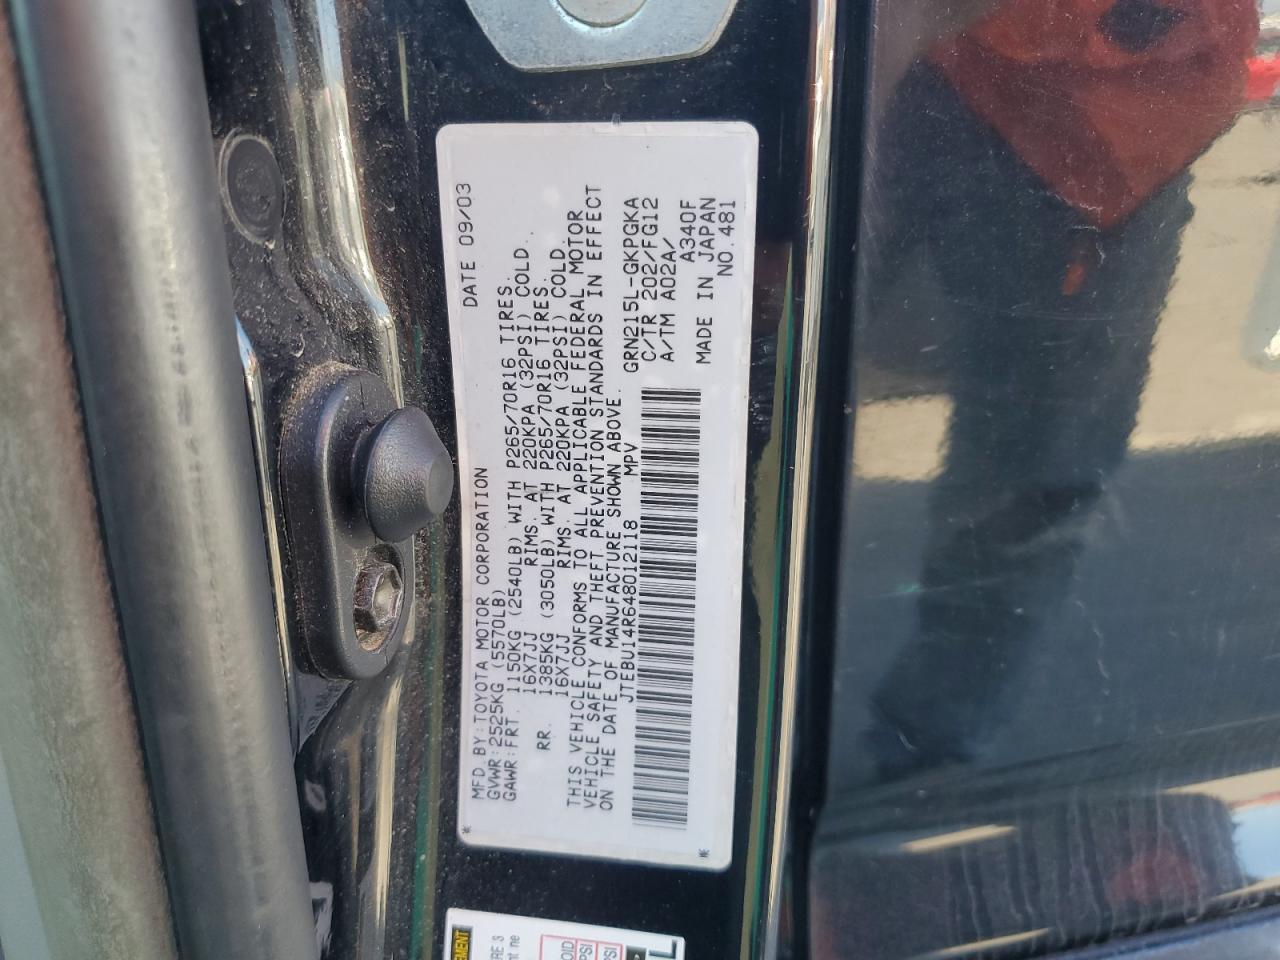 MFD.BY:TOYOTA MOTOR CORPORATION DATE 09/03
GVWR:2525KG (5570LB)
GAWR:FRT. 1150KG (2540LB) WITH P265/70R16 TIRES.
16X7JJ RIMS. AT 220KPA (32PSI) COLD.
RR. 1385KG (3050LB) WITH P265/70R16 TIRES.
16X7JJ RIMS. AT 220KPA (32PSI) COLD.
THIS VEHICLE CONFORMS TO ALL APPLICABLE FEDERAL MOTOR
VEHICLE SAFETY AND THEFT PREVENTION STANDARDS IN EFFECT
ON THE DATE OF MANUFACTURE SHOWN ABOVE.
JTEBU14R648012118 MPV GRN215L-GKPGKA
C/TR 202/FG12
A/TM A02A/
A340F
MADE IN JAPAN
NO.481